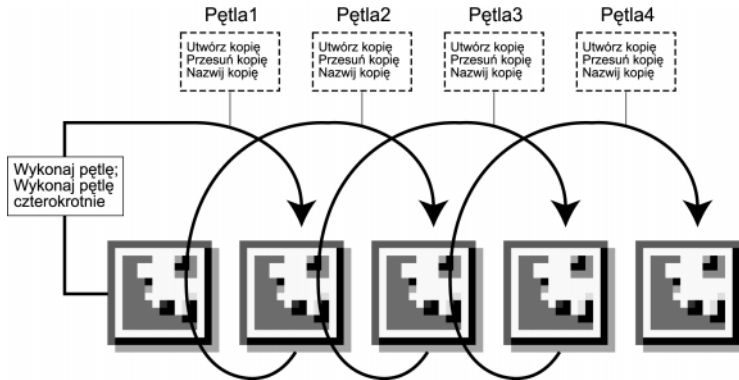 Pętla1
Pętla2
Pętla3
Pętla4
Utwórz kopię
Przesuń kopię
Nazwij kopię
Utwórz kopię
Przesuń kopię
Nazwij kopię
Utwórz kopię
Przesuń kopię
Nazwij kopię
Utwórz kopię
Przesuń kopię
Nazwij kopię
Wykonaj pętlę;
Wykonaj pętlę
czterokrotnie